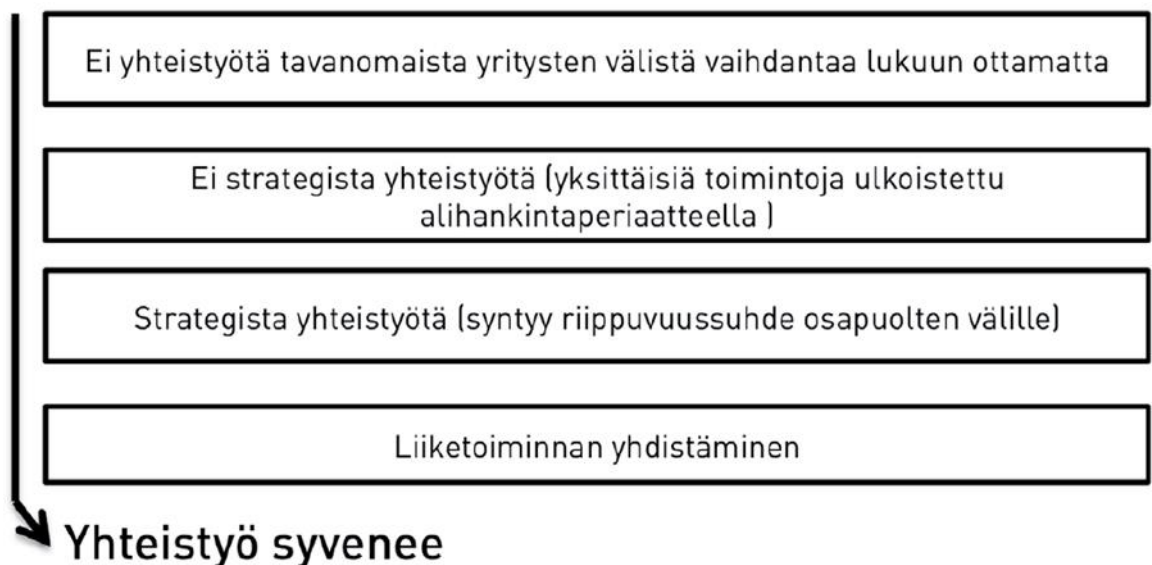 Ei yhteistyötä tavanomaista yritysten välistä vaihdantaa lukuun ottamatta
Ei strategista yhteistyötä (yksittäisiä toimintoja ulkoistettu
alihankintaperiaatteella )
Strategista yhteistyötä (syntyy riippuvuussuhde osapuolten välille)
Liiketoiminnan yhdistäminen
Yhteistyö syvenee